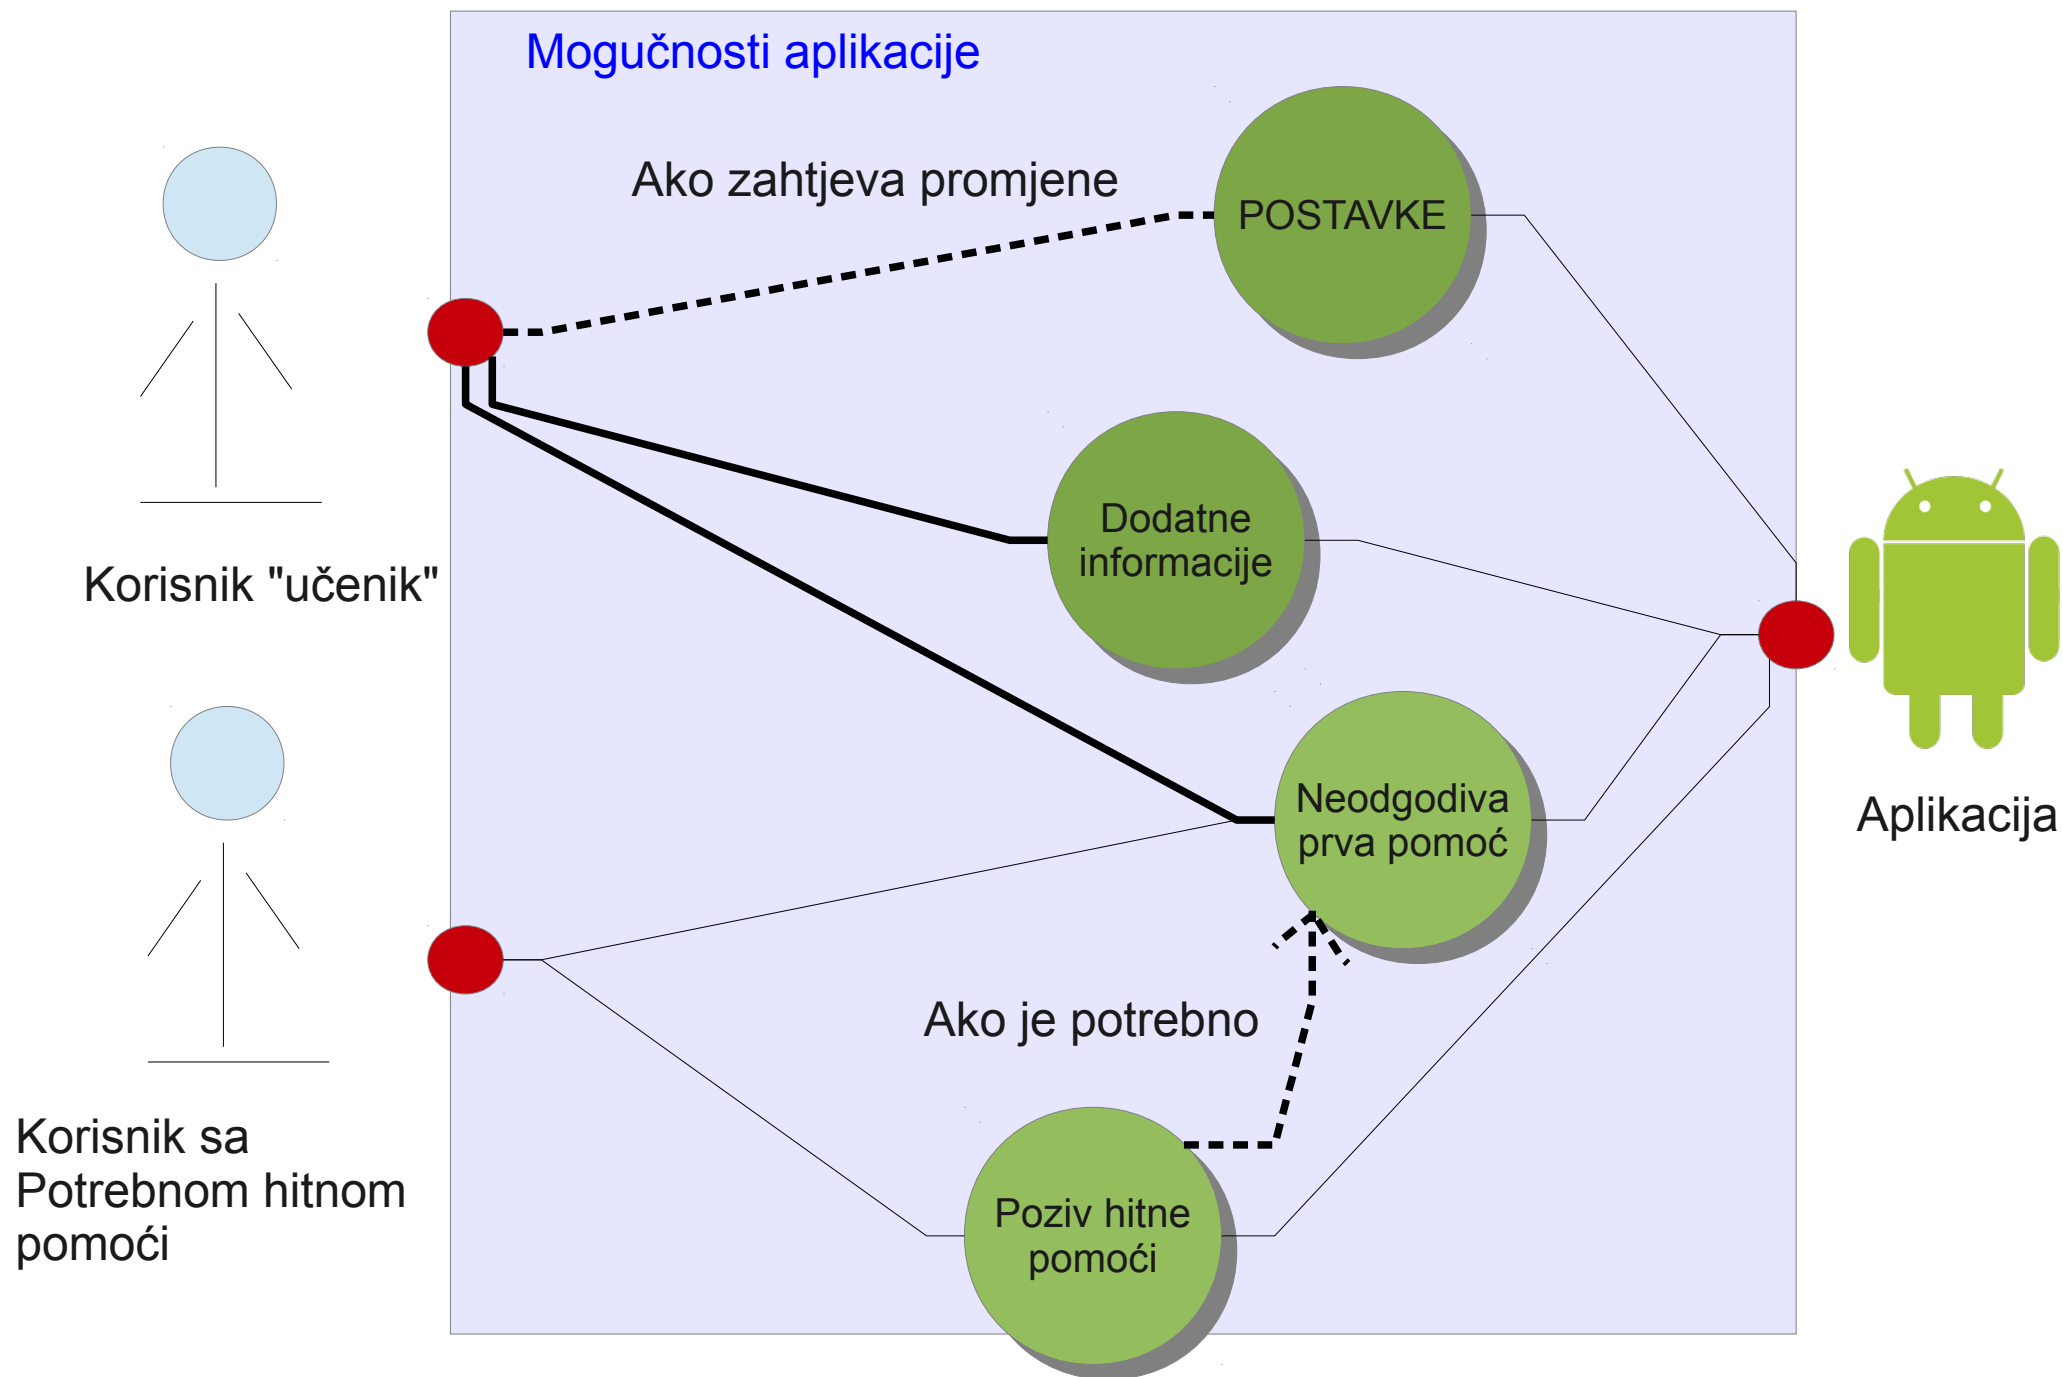 Mogučnosti aplikacije
Ako zahtjeva promjene
POSTAVKE
Korisnik "učenik"
Dodatne
informacije
Neodgodiva
prva pomoć
Aplikacija
Ako je potrebno
Korisnik sa
Potrebnom hitnom
pomoći
Poziv hitne
pomoći